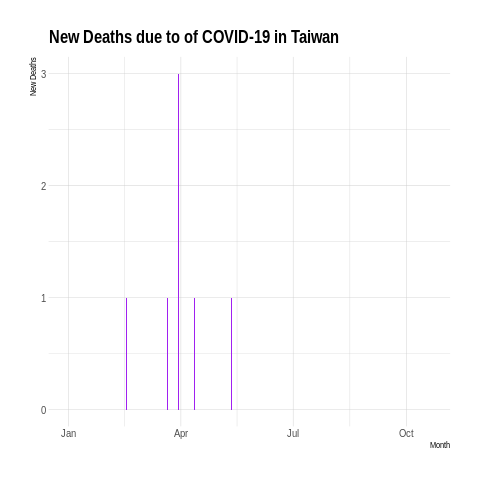 New Deaths due to of COVID-19 in Taiwan
New Deaths
3
2
1
0
Jan Apr Jul Oct
Month